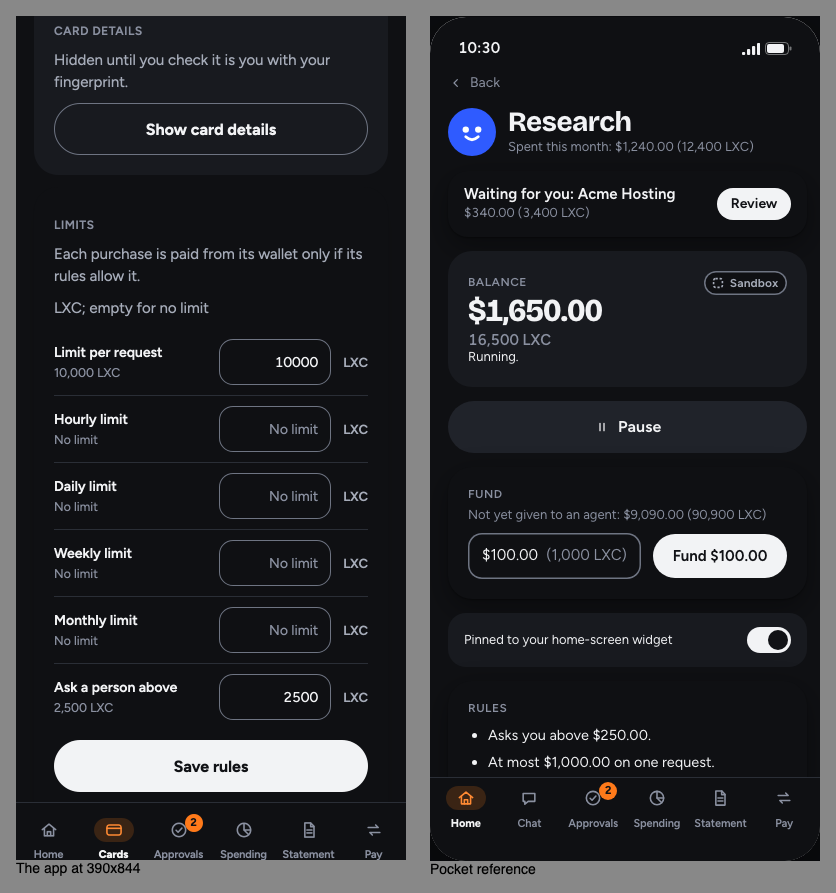 CARD DETAILS
Hidden until you check it is you with your
fingerprint.
Show card details
LIMITS
Each purchase is paid from its wallet only if its
rules allow it.
LXC; empty for no limit
Limit per request
10,000 LXC
10000
LXC
Hourly limit
No limit
No limit
LXC
Daily limit
No limit
No limit
LXC
Weekly limit
No limit
No limit
LXC
Monthly limit
No limit
No limit
LXC
Ask a person above
2,500 LXC
2500
LXC
Save rules
2
Home
Cards
Approvals
Spending
Statement
Pay
The app at 390x844
10:30
Back
Research
Spent this month: $1,240.00 (12,400 LXC)
Waiting for you: Acme Hosting
$340.00 (3,400 LXC)
Review
BALANCE
Sandbox
$1,650.00
16,500 LXC
Running.
Pause
FUND
Not yet given to an agent: $9,090.00 (90,900 LXC)
$100.00 (1,000 LXC)
Fund $100.00
Pinned to your home-screen widget
RULES
• Asks you above $250.00.
• At most $1,000.00 on one request.
2
Home
Chat
Approvals
Spending
Statement
Pay
Pocket reference